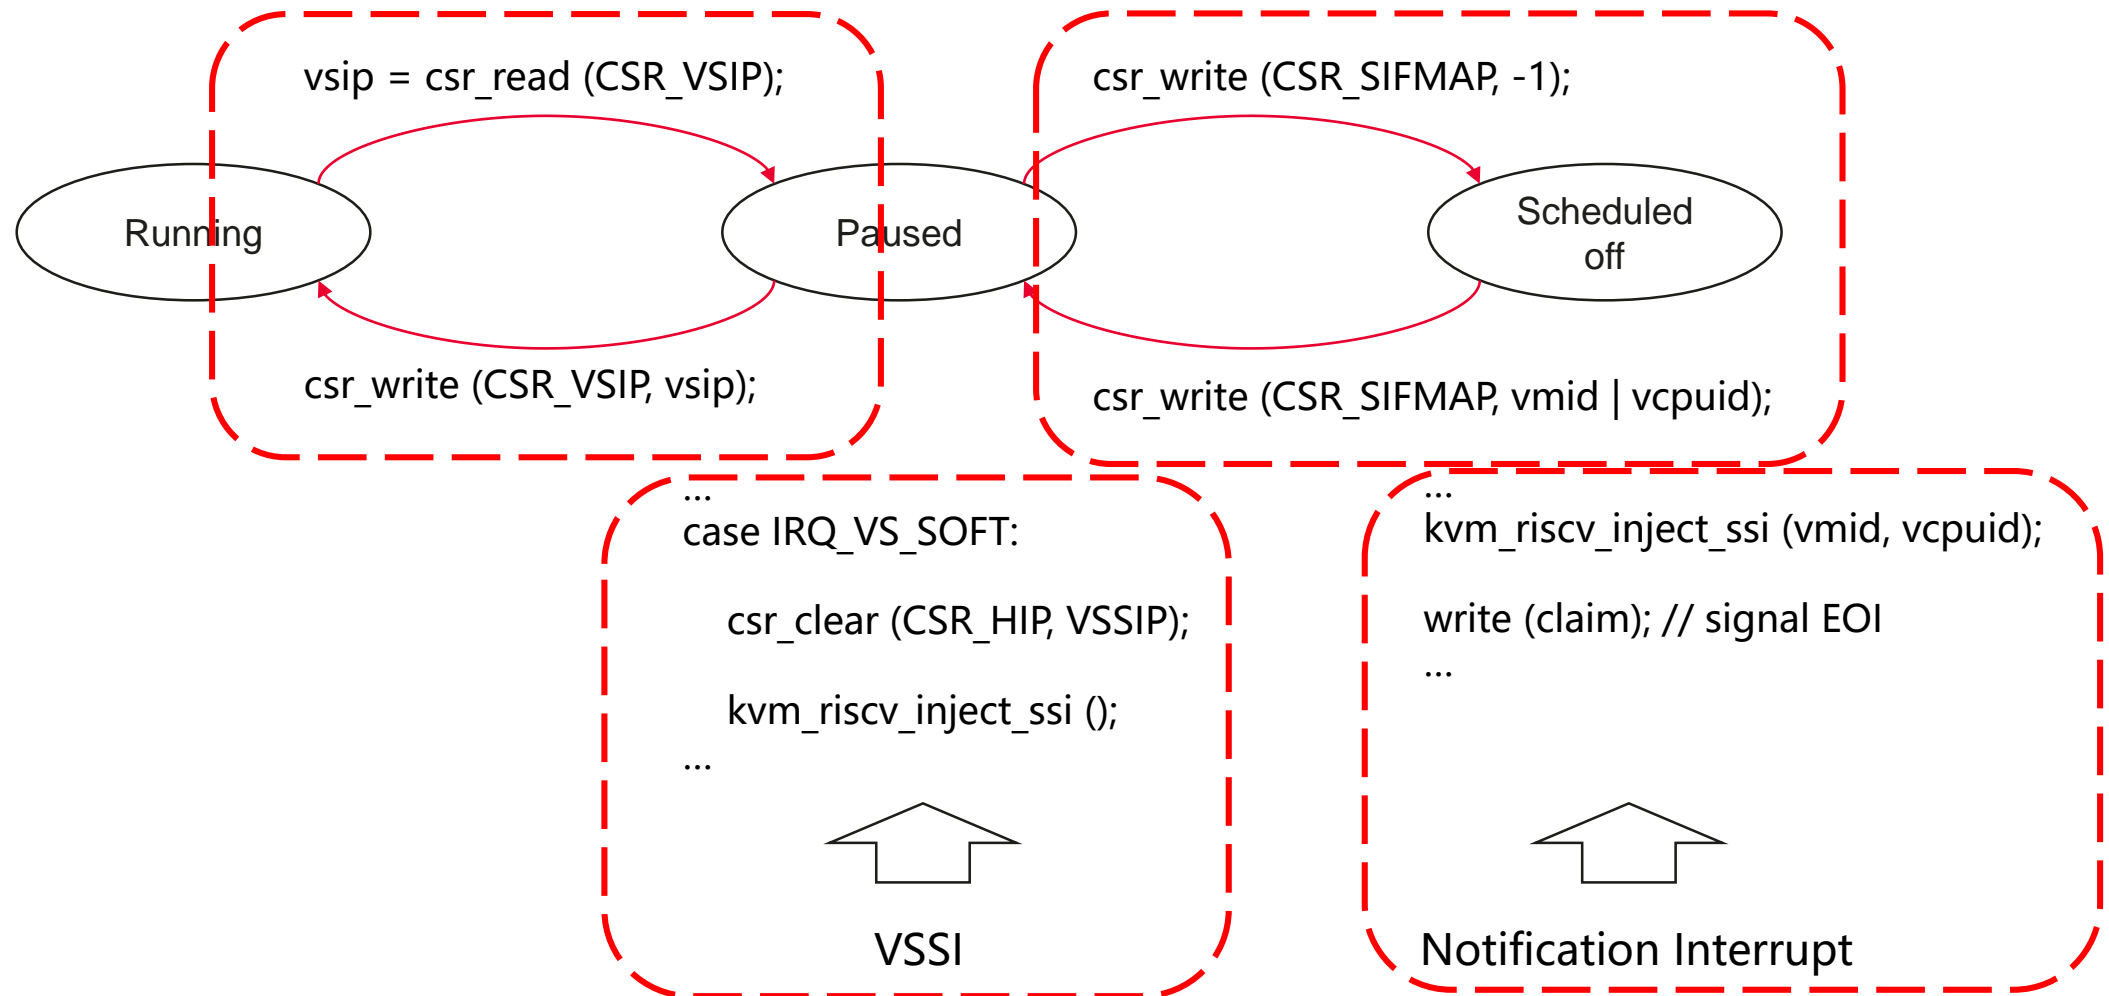 vsip = csr_read (CSR_VSIP);
csr_write (CSR_SIFMAP, -1);
Running
Paused
Scheduled
off
csr_write (CSR_VSIP, vsip);
csr_write (CSR_SIFMAP, vmid | vcpuid);
...
case IRQ_VS_SOFT:
csr_clear (CSR_HIP, VSSIP);
kvm_riscv_inject_ssi ();
...
VSSI
...
kvm_riscv_inject_ssi (vmid, vcpuid);
write (claim); // signal EOI
...
Notification Interrupt